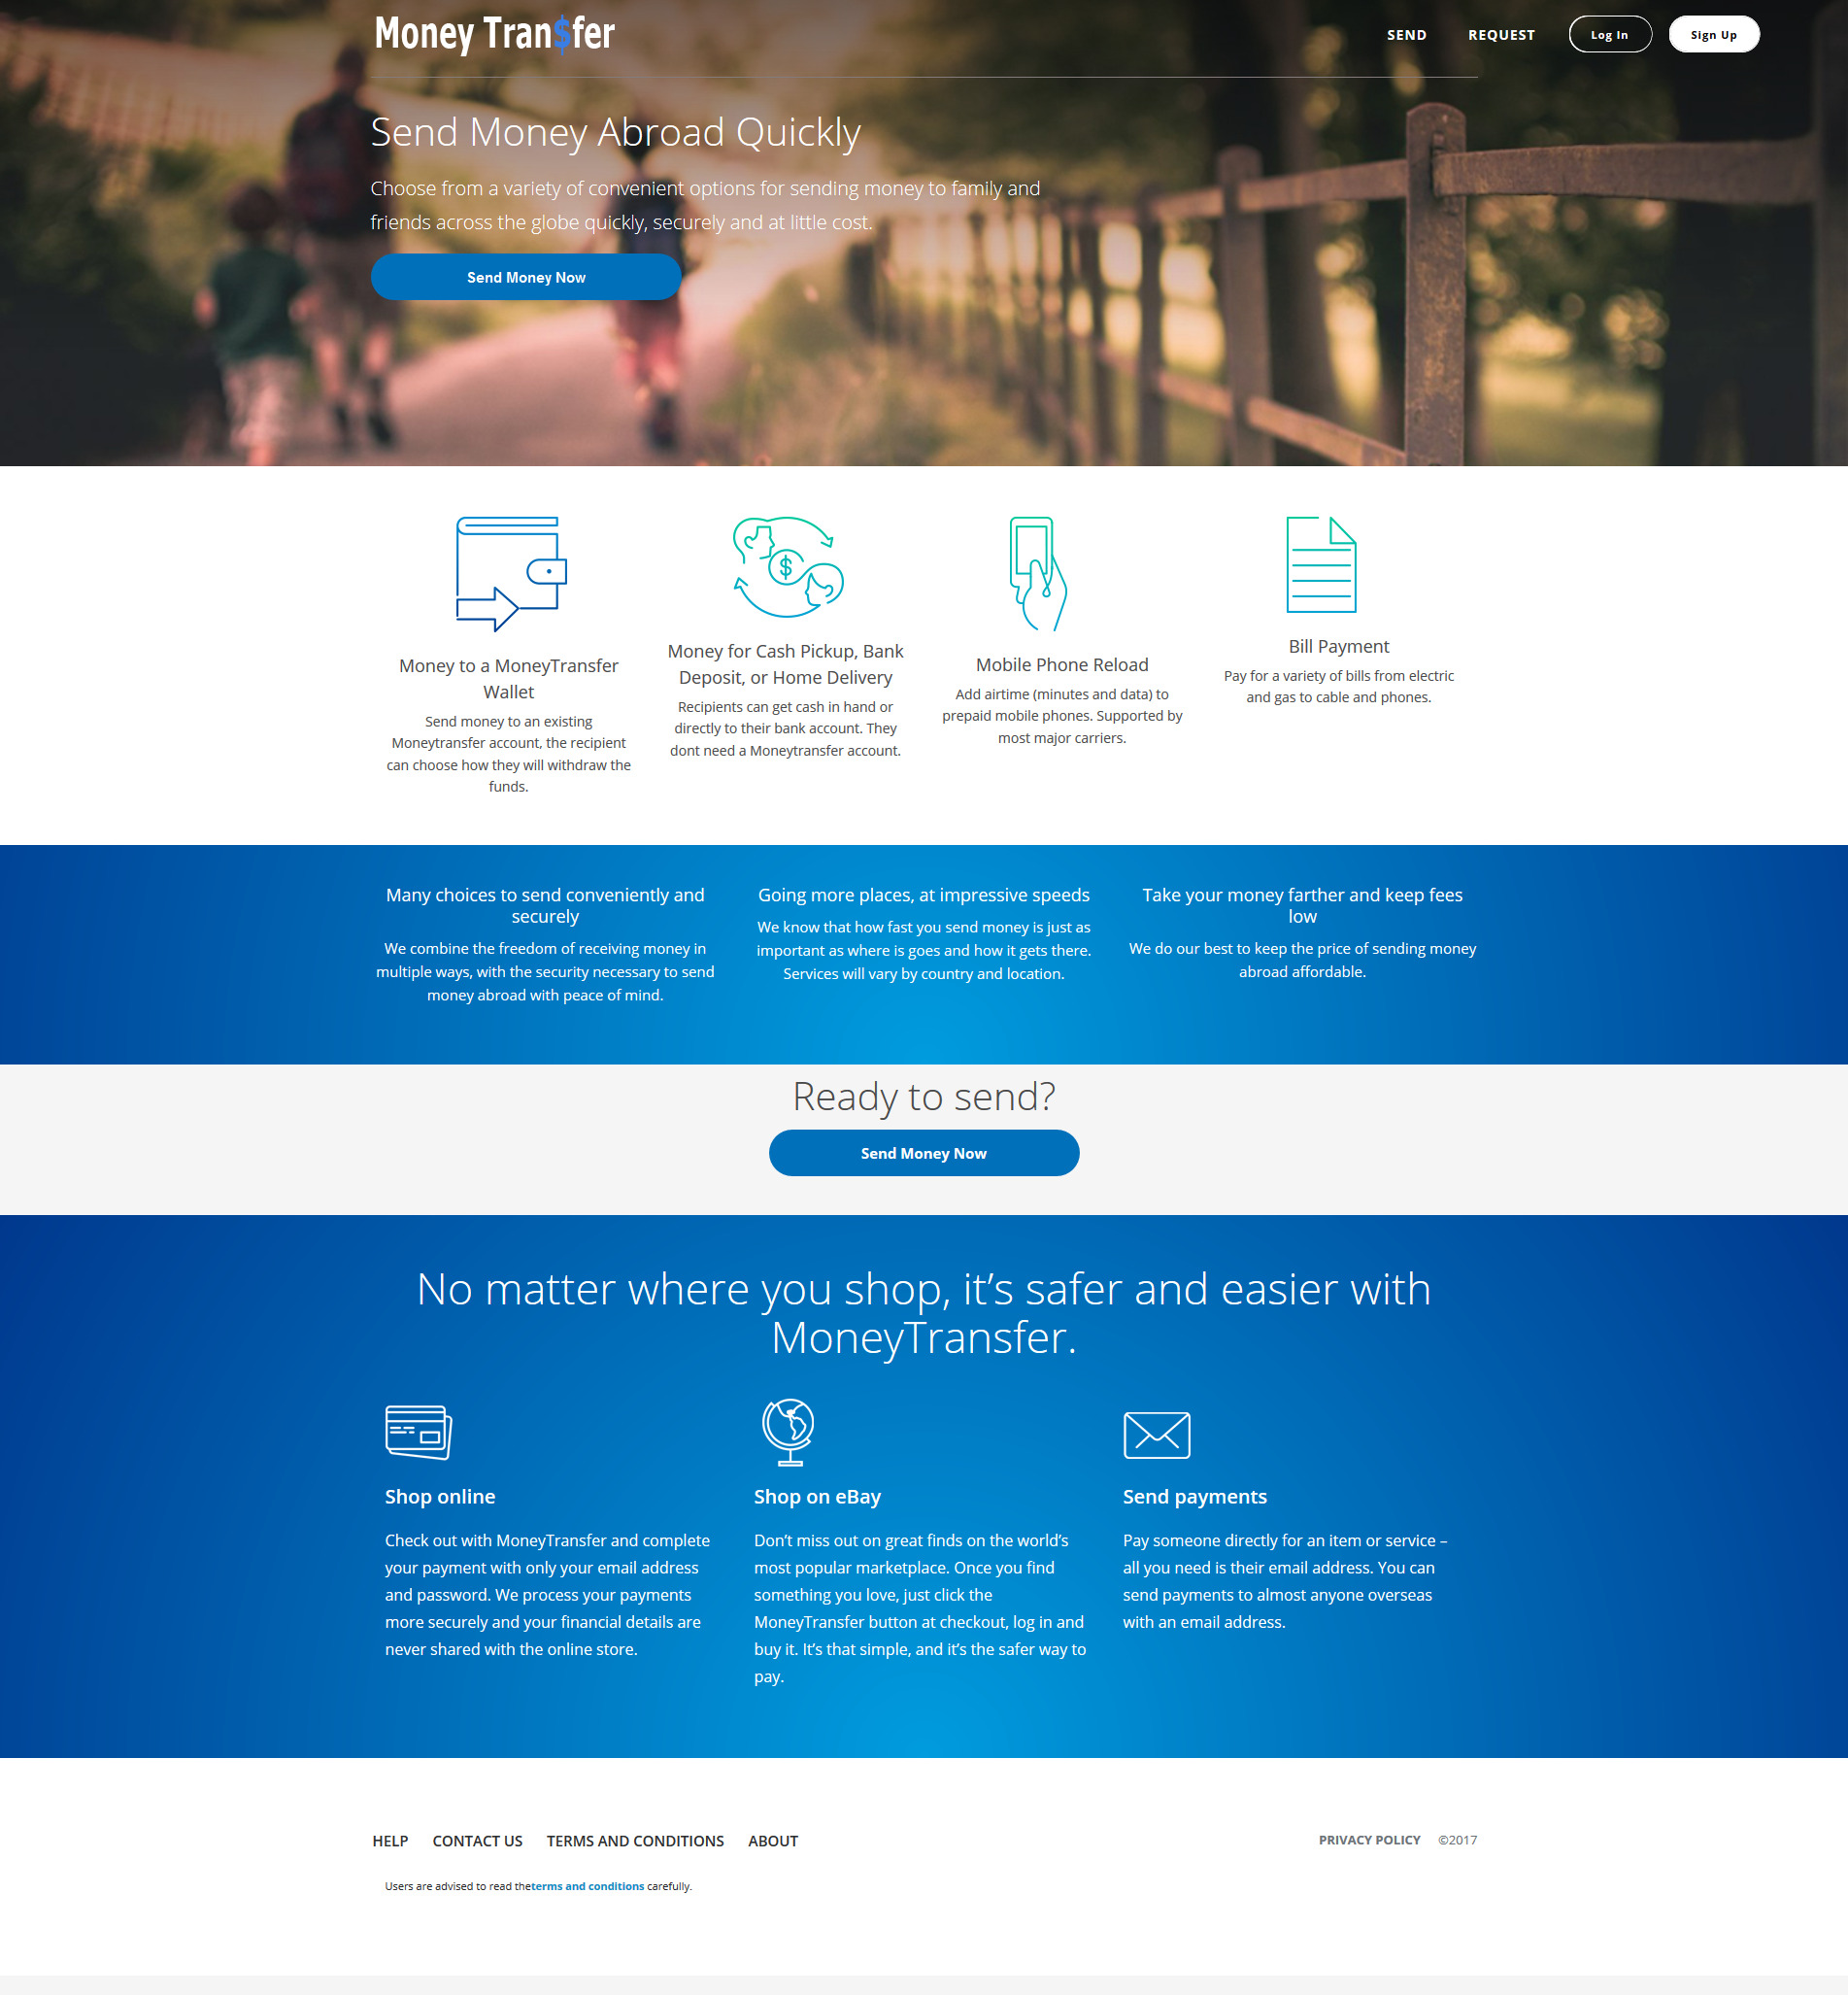 Money Tran$fer
SEND REQUEST Log In Sign Up
Send Money Abroad Quickly
Choose from a variety of convenient options for sending money to family and
friends across the globe quickly, securely and at little cost.
Send Money Now
$
Money to a MoneyTransfer
Wallet
Send money to an existing
Moneytransfer account, the recipient
can choose how they will withdraw the
funds.
Money for Cash Pickup, Bank
Deposit, or Home Delivery
Recipients can get cash in hand or
directly to their bank account. They
dont need a Moneytransfer account.
Mobile Phone Reload
Add airtime (minutes and data) to
prepaid mobile phones. Supported by
most major carriers.
Bill Payment
Pay for a variety of bills from electric
and gas to cable and phones.
Many choices to send conveniently and
securely
We combine the freedom of receiving money in
multiple ways, with the security necessary to send
money abroad with peace of mind.
Going more places, at impressive speeds
We know that how fast you send money is just as
important as where is goes and how it gets there.
Services will vary by country and location.
Take your money farther and keep fees
low
We do our best to keep the price of sending money
abroad affordable.
Ready to send?
Send Money Now
No matter where you shop, it’s safer and easier with
MoneyTransfer.
Shop online
Check out with MoneyTransfer and complete
your payment with only your email address
and password. We process your payments
more securely and your financial details are
never shared with the online store.
Shop on eBay
Don’t miss out on great finds on the world’s
most popular marketplace. Once you find
something you love, just click the
MoneyTransfer button at checkout, log in and
buy it. It’s that simple, and it’s the safer way to
pay.
Send payments
Pay someone directly for an item or service –
all you need is their email address. You can
send payments to almost anyone overseas
with an email address.
HELP CONTACT US TERMS AND CONDITIONS ABOUT
PRIVACY POLICY ©2017
Users are advised to read theterms and conditions carefully.